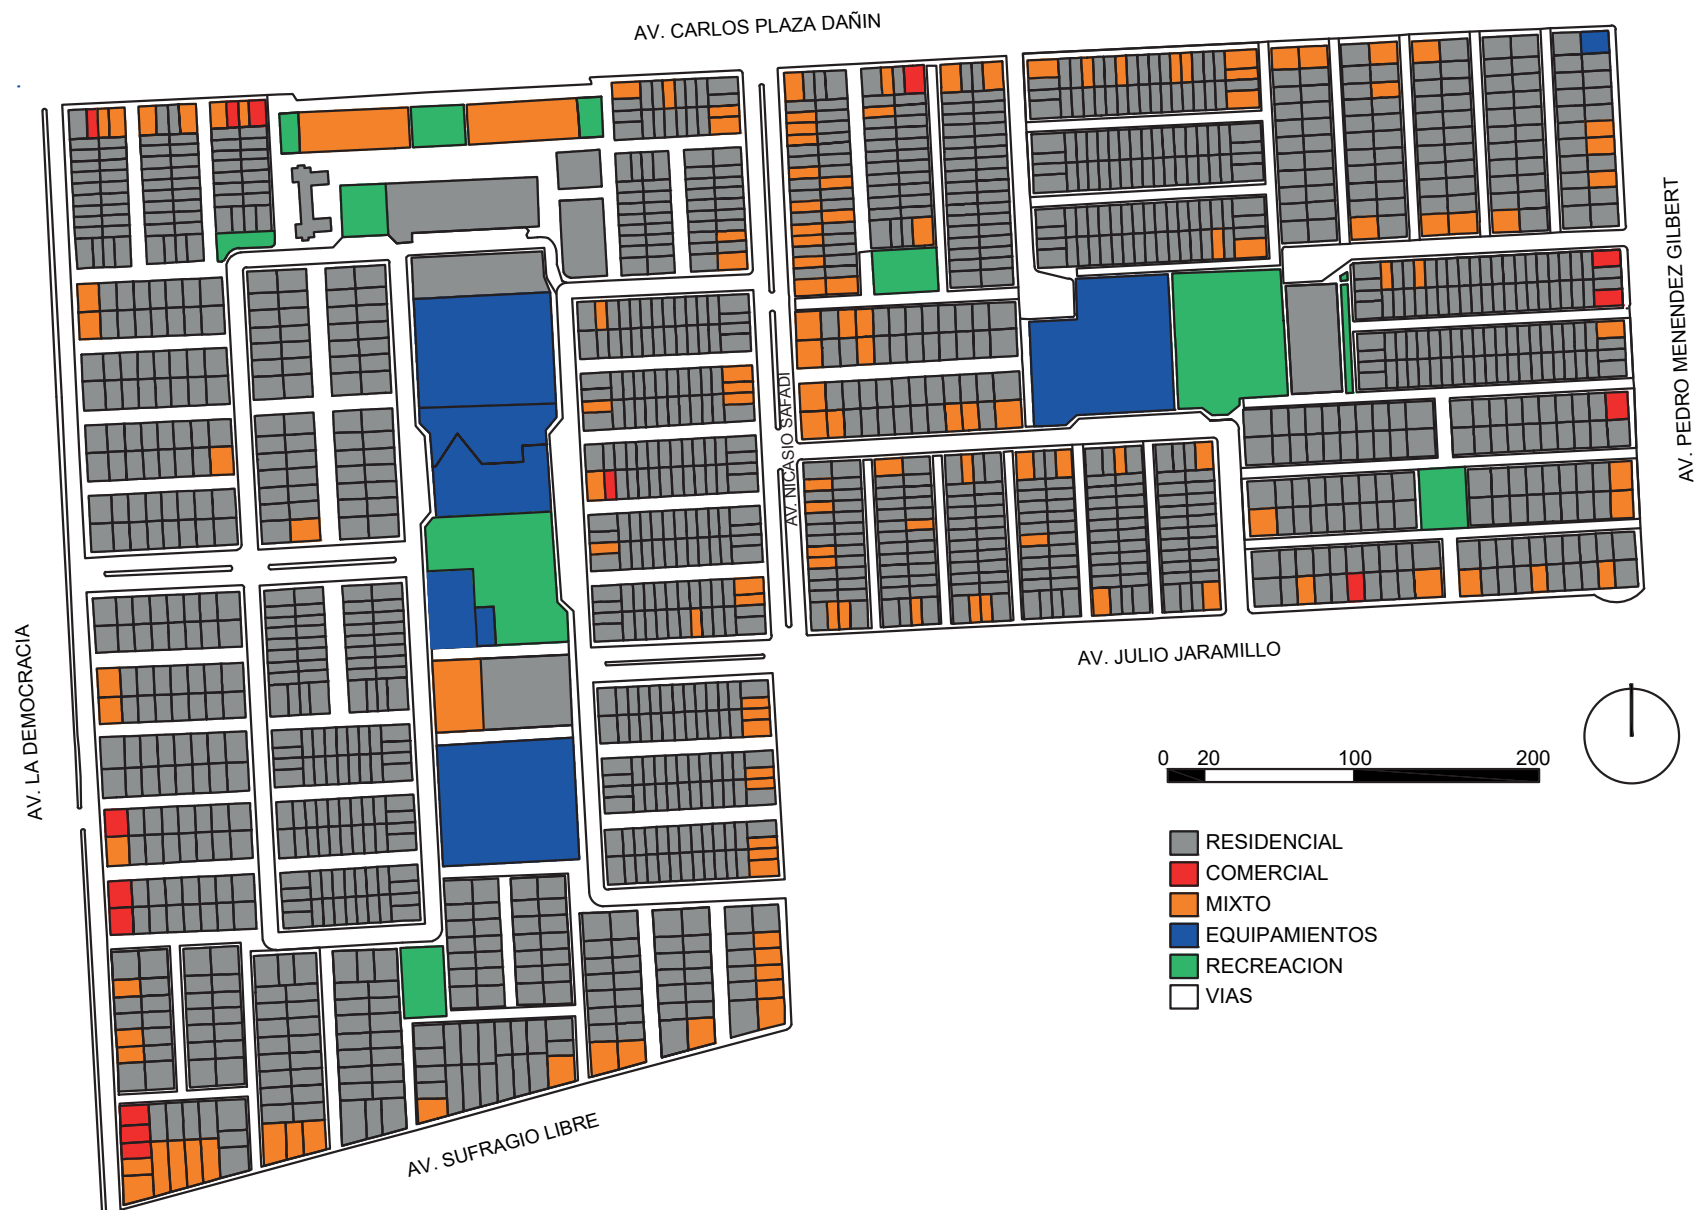 AV. CARLOS PLAZA DAÑIN
AV. PEDRO MENENDEZ GILBERT
AV. NICASIO SAFADI
AV. LA DEMOCRACIA
AV. JULIO JARAMILLO
0 20 100 200
RESIDENCIAL
COMERCIAL
MIXTO
EQUIPAMIENTOS
RECREACION
VIAS
AV. SUFRAGIO LIBRE